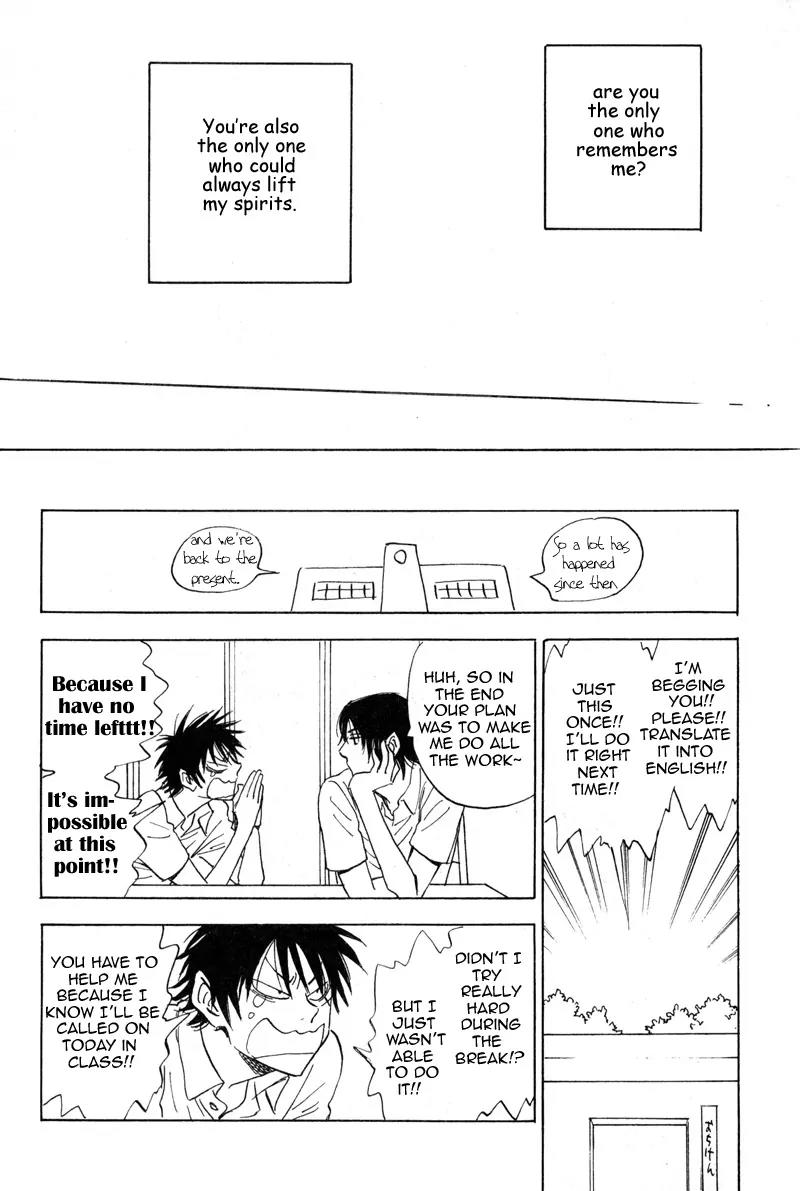 are you
the only
one who
remembers
me?
You're also
the only one
who could
always lift
my spirits.
So a lot has
happened
since then
and we're
back to the
present.
I'M
BEGGING
YOU!!
PLEASE!!
TRANSLATE
IT INTO
ENGLISH!!
JUST
THIS
ONCE!!
I'LL DO
IT RIGHT
NEXT
TIME!!
おちけん
HUH, SO IN
THE END
YOUR PLAN
WAS TO MAKE
ME DO ALL
THE WORK~
Because I
have no
time lefttt!!
It's im-
possible
at this
point!!
DIDN'T I
TRY
REALLY
HARD
DURING
THE
BREAK!?
BUT I
JUST
WASN'T
ABLE
TO DO
IT!!
YOU HAVE TO
HELP ME
BECAUSE I
KNOW I'LL BE
CALLED ON
TODAY IN
CLASS!!